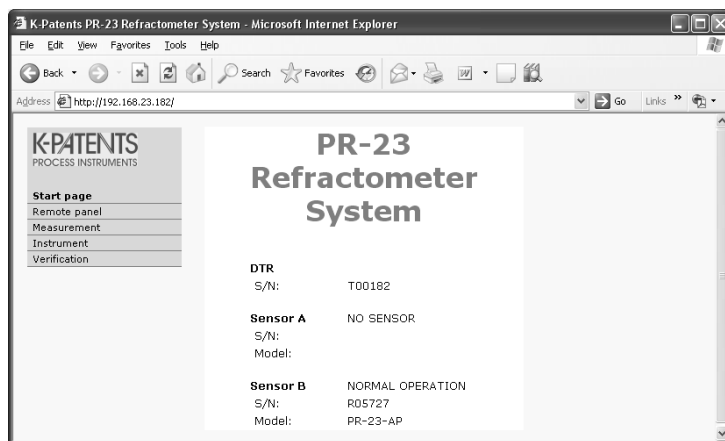 K-Patents PR-23 Refractometer System - Microsoft Internet Explorer
File Edit View Favorites Tools Help
Back Search Favorites
Address http://192.168.23.182/ Go Links »
K-PATENTS
PROCESS INSTRUMENTS
Start page
Remote panel
Measurement
Instrument
Verification
PR-23
Refractometer
System
DTR
S/N: T00182
Sensor A NO SENSOR
S/N:
Model:
Sensor B NORMAL OPERATION
S/N: R05727
Model: PR-23-AP